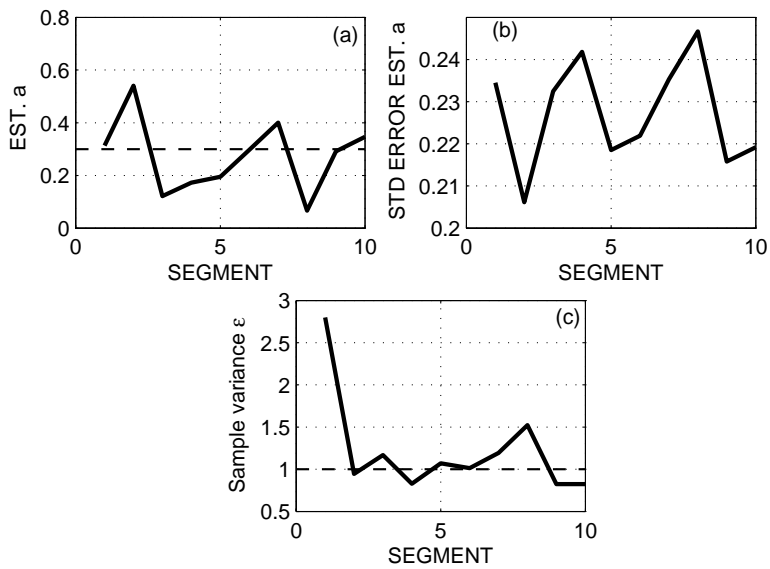 (a)
EST. a
0.8
0.6
0.4
0.2
0
0
5
10
SEGMENT
(b)
STD ERROR EST. a
0.24
0.23
0.22
0.21
0.2
0
5
10
SEGMENT
(c)
Sample variance ε
3
2.5
2
1.5
1
0.5
0
5
10
SEGMENT